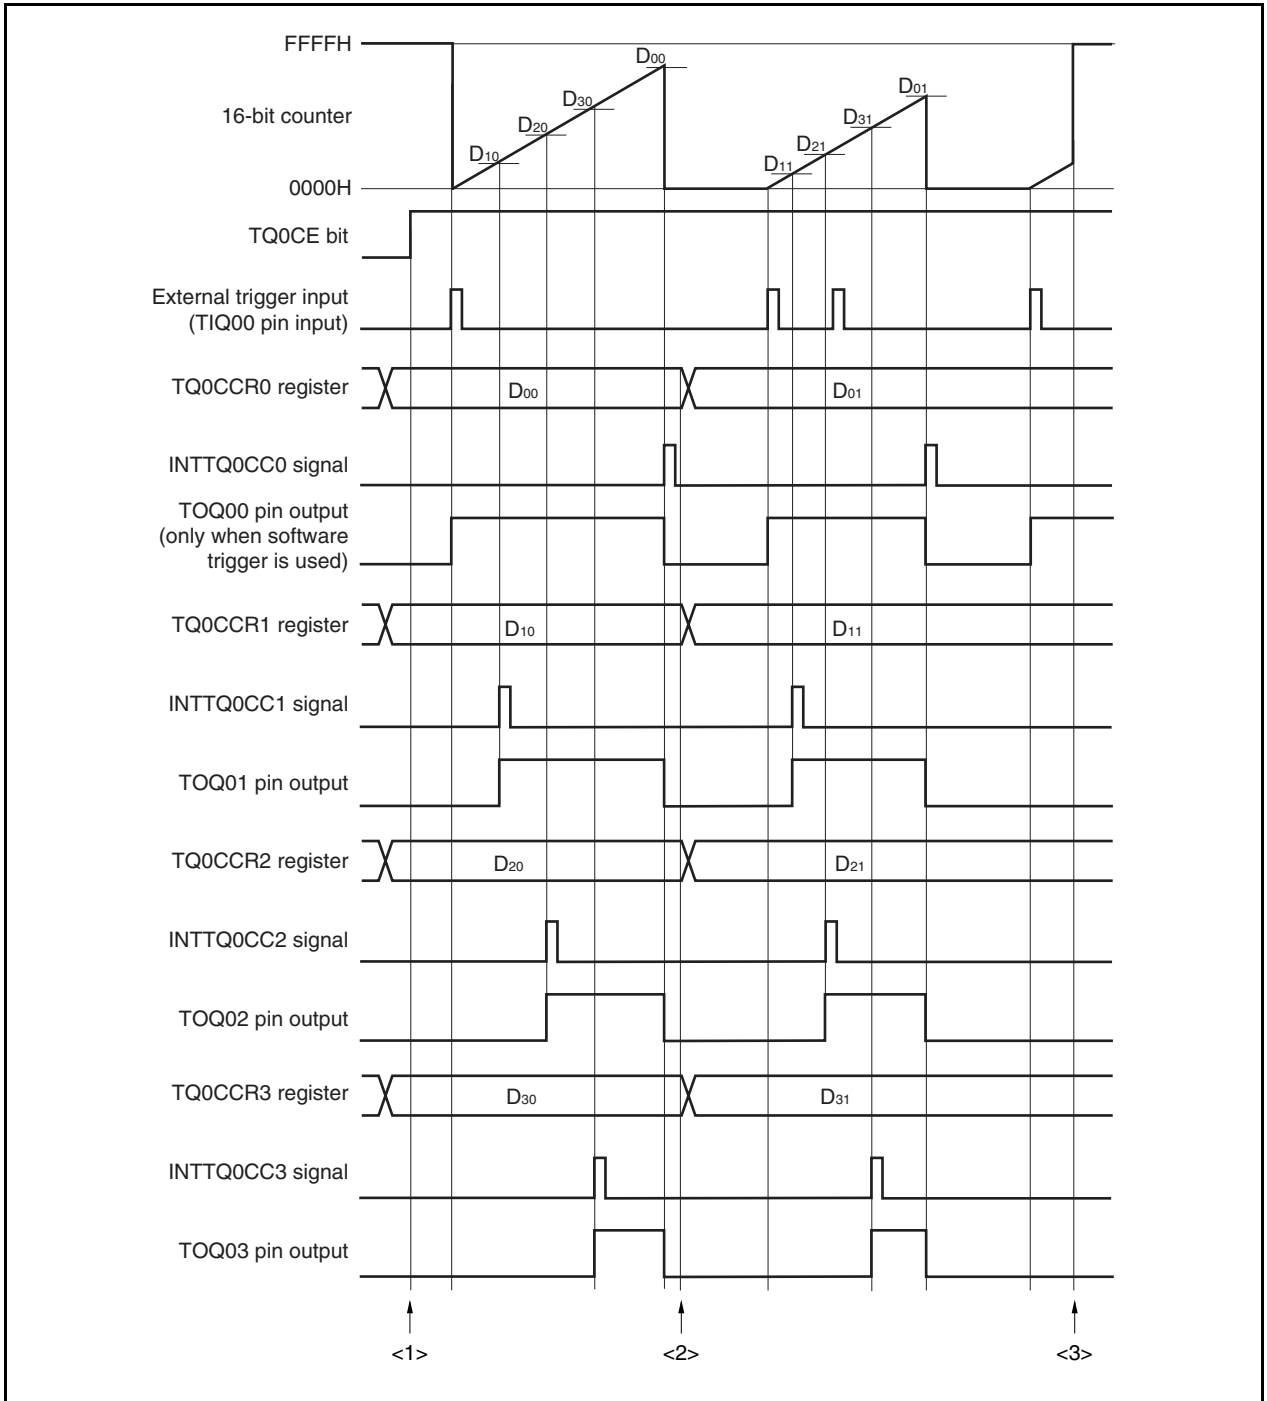 FFFFH
16-bit counter
0000H
D10
D20
D30
D00
D11
D21
D31
D01
TQ0CE bit
External trigger input
(TIQ00 pin input)
TQ0CCR0 register
D00
D01
INTTQ0CC0 signal
TOQ00 pin output
(only when software
trigger is used)
TQ0CCR1 register
D10
D11
INTTQ0CC1 signal
TOQ01 pin output
TQ0CCR2 register
D20
D21
INTTQ0CC2 signal
TOQ02 pin output
TQ0CCR3 register
D30
D31
INTTQ0CC3 signal
TOQ03 pin output
<1>
<2>
<3>